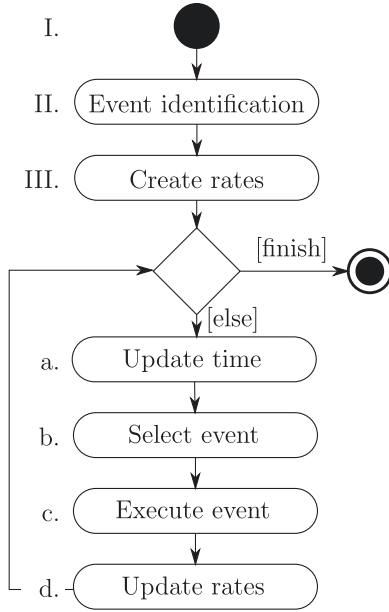 I.
II. Event identification
III. Create rates
[finish]
[else]
a. Update time
b. Select event
c. Execute event
d. Update rates